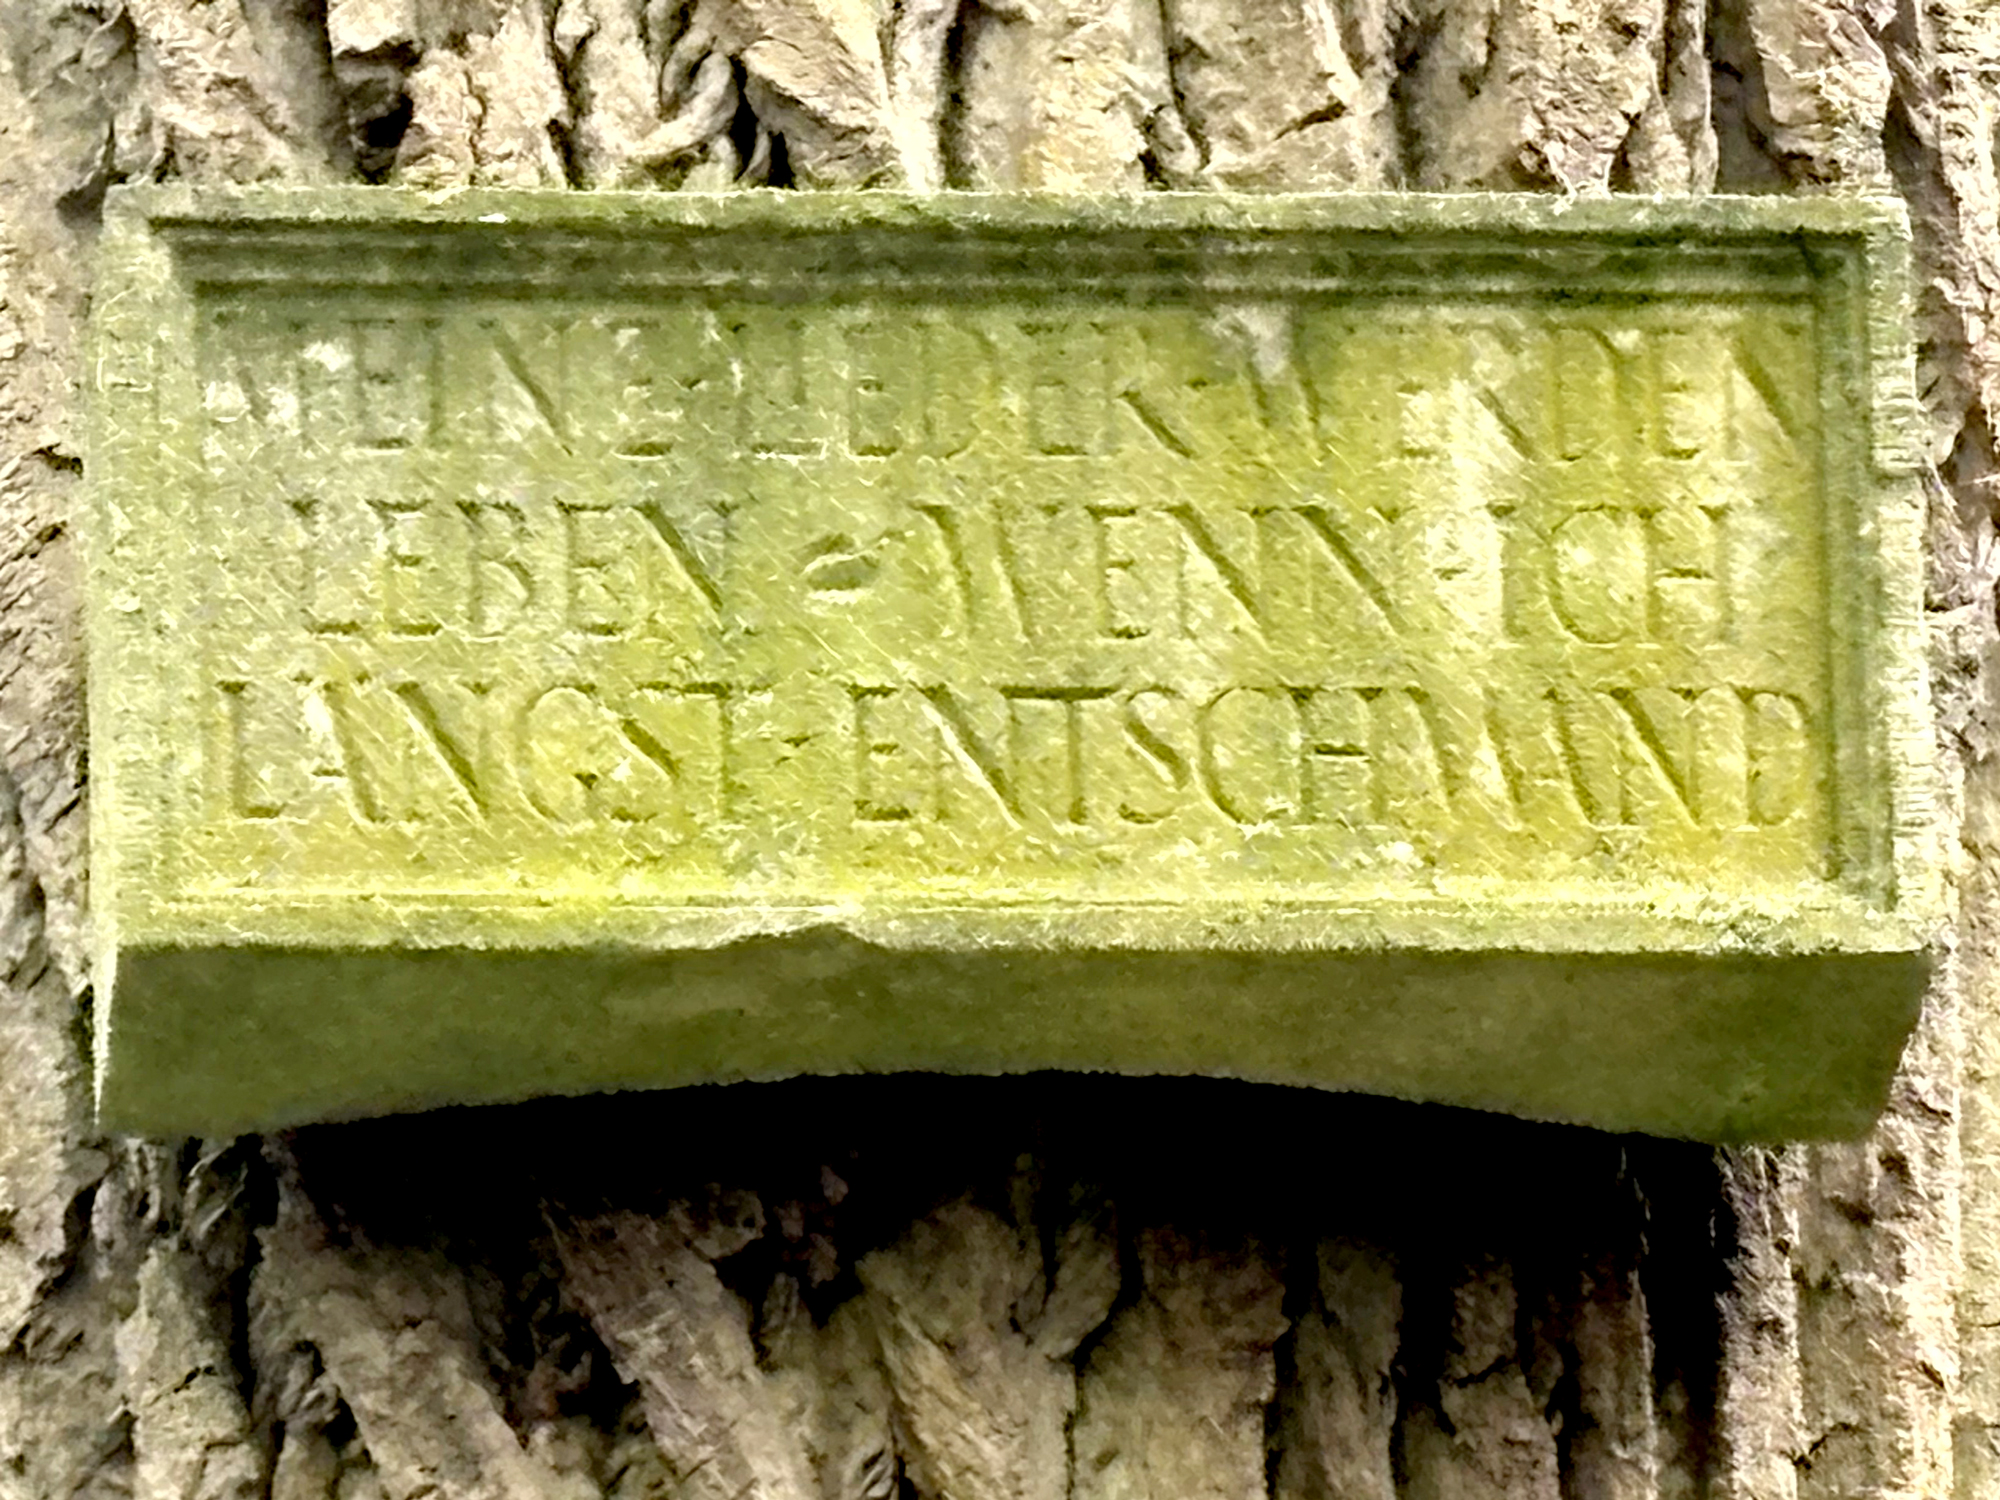 MEINE LIEDER WERDEN
LEBEN ~ WENN ICH
LÄNGST ENTSCHWAND